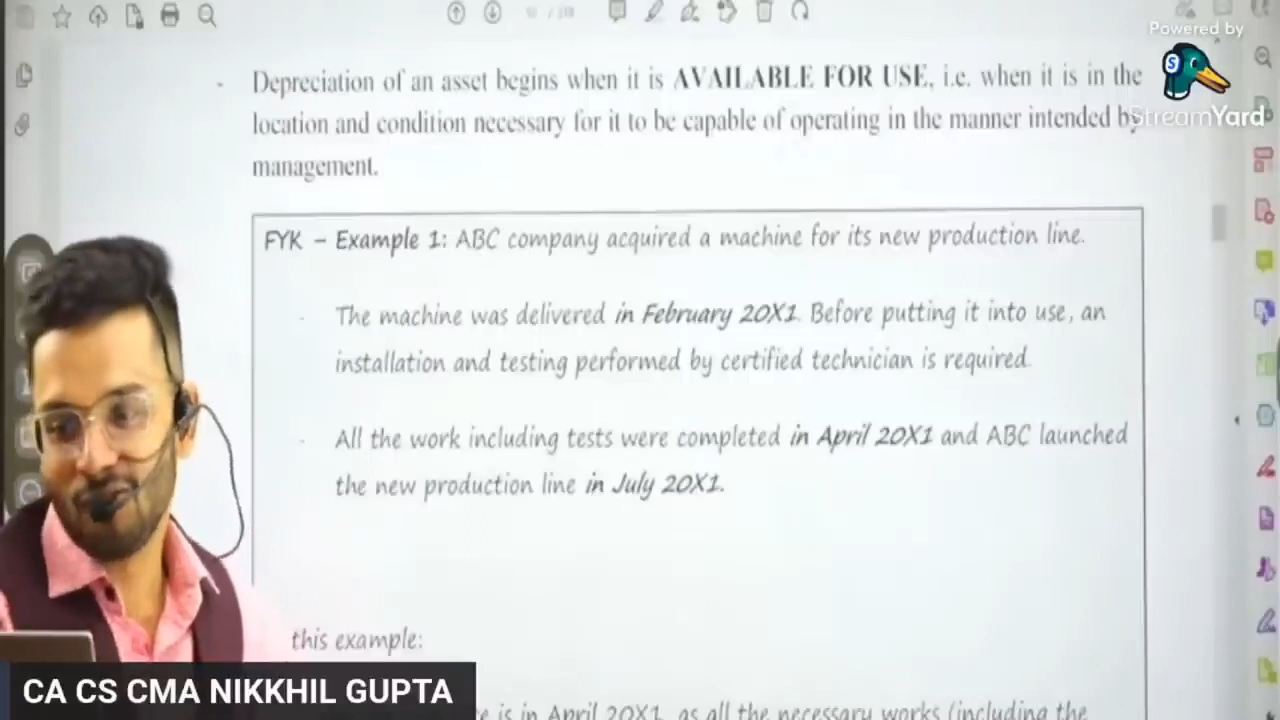 Powered by
StreamYard
- Depreciation of an asset begins when it is AVAILABLE FOR USE, i.e. when it is in the
location and condition necessary for it to be capable of operating in the manner intended by
management.
FYK – Example 1: ABC company acquired a machine for its new production line.
- The machine was delivered in February 20X1. Before putting it into use, an
installation and testing performed by certified technician is required.
- All the work including tests were completed in April 20X1 and ABC launched
the new production line in July 20X1.
this example:
CA CS CMA NIKKHIL GUPTA
is in April 20X1, as all the necessary works (including the